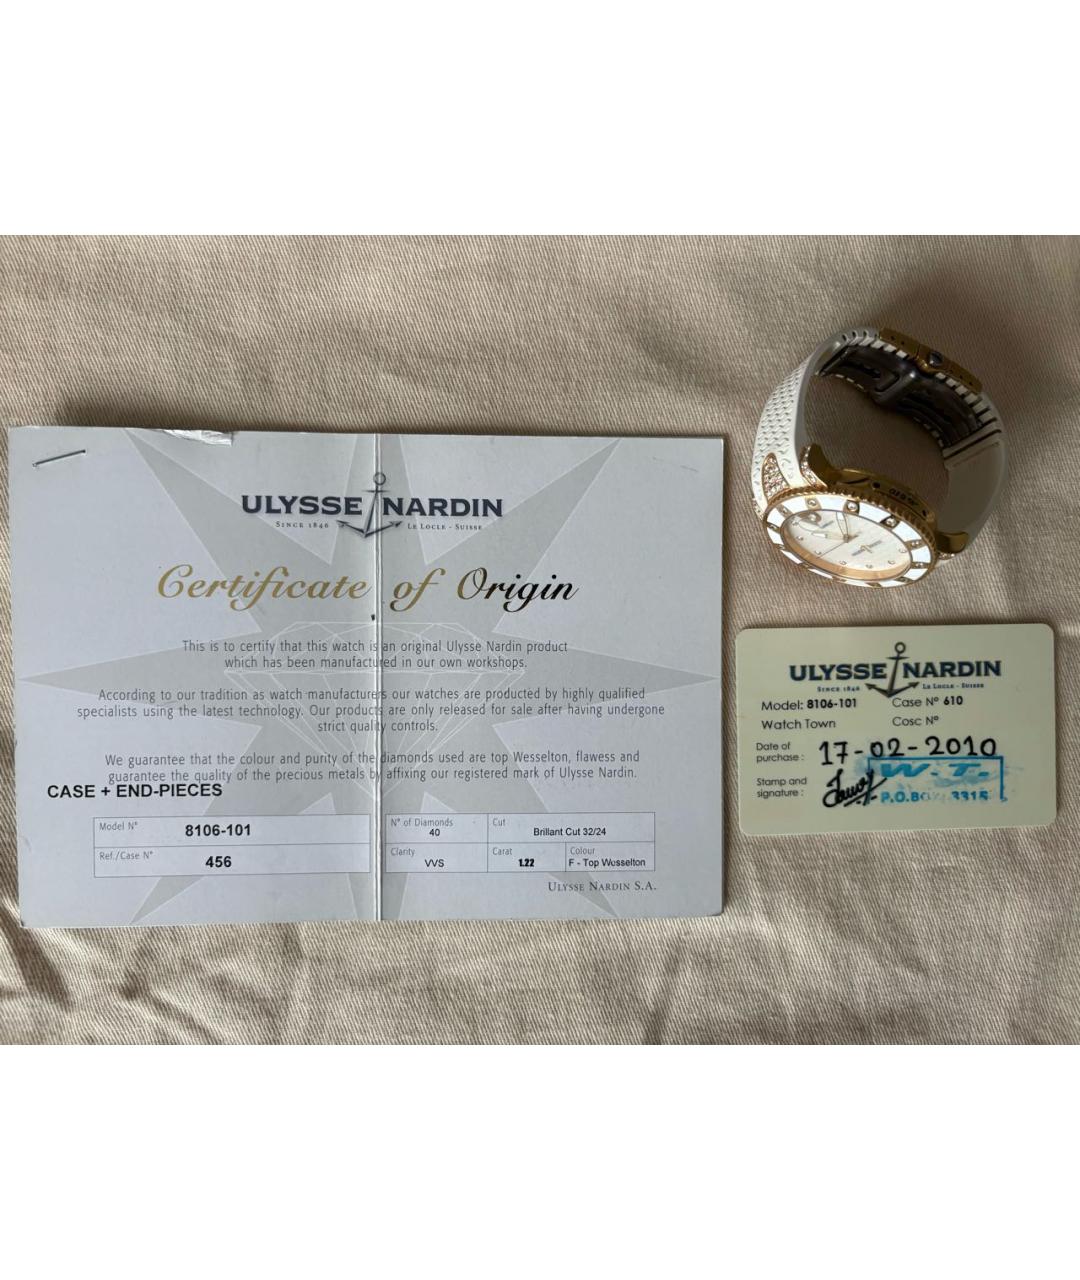 ULYSSE NARDIN
SINCE 1846 LE LOCLE - SUISSE
Certificate of Origin
This is to certify that this watch is an original Ulysse Nardin product
which has been manufactured in our own workshops.
According to our tradition as watch manufacturers our watches are producted by highly qualified
specialists using the latest technology. Our products are only released for sale after having undergone
strict quality controls.
We guarantee that the colour and purity of the diamonds used are top Wesselton, flawess and
guarantee the quality of the precious metals by affixing our registered mark of Ulysse Nardin.
CASE + END-PIECES
Model N° 8106-101
Ref./Case N° 456
N° of Diamonds 40
Cut Brillant Cut 32/24
Clarity VVS
Carat 1.22
Colour F - Top Wesselton
ULYSSE NARDIN S.A.
ULYSSE NARDIN
SINCE 1846 LE LOCLE - SUISSE
Model: 8106-101 Case N° 610
Watch Town Cosc N°
Date of purchase : 17-02-2010
Stamp and signature :
W.T.
P.O.BOX 3315